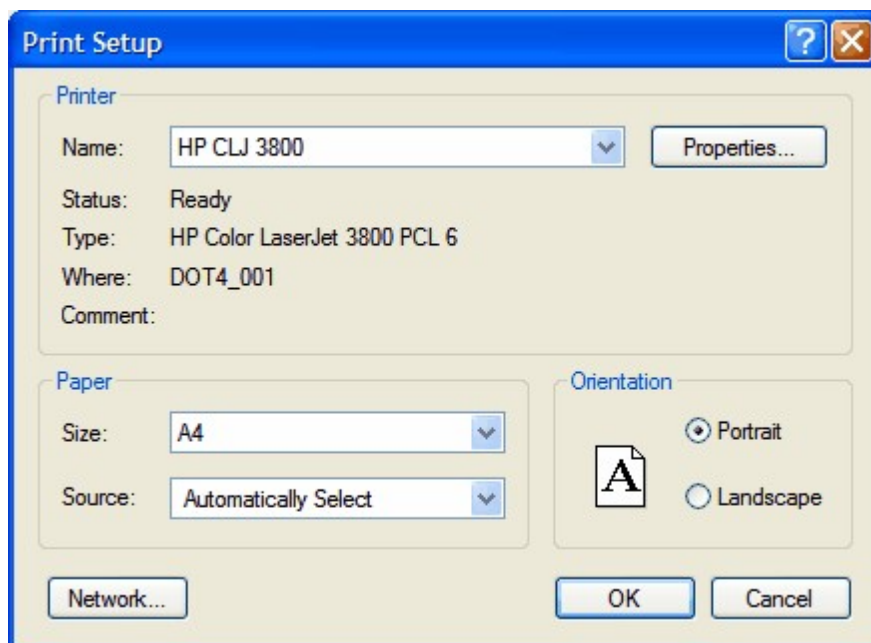 Print Setup
Printer
Name: HP CLJ 3800 Properties...
Status: Ready
Type: HP Color LaserJet 3800 PCL 6
Where: DOT4_001
Comment:
Paper
Size: A4
Source: Automatically Select
Orientation
A
Portrait
Landscape
Network... OK Cancel